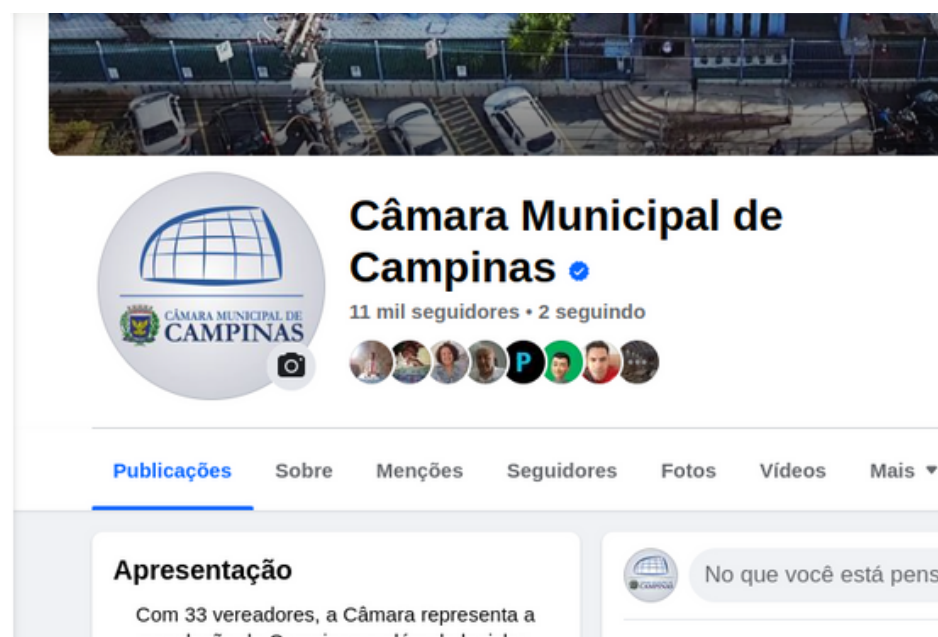 Câmara Municipal de
Campinas
11 mil seguidores • 2 seguindo
CÂMARA MUNICIPAL DE
CAMPINAS
P
Publicações Sobre Menções Seguidores Fotos Vídeos Mais
Apresentação
No que você está pens
Com 33 vereadores, a Câmara representa a